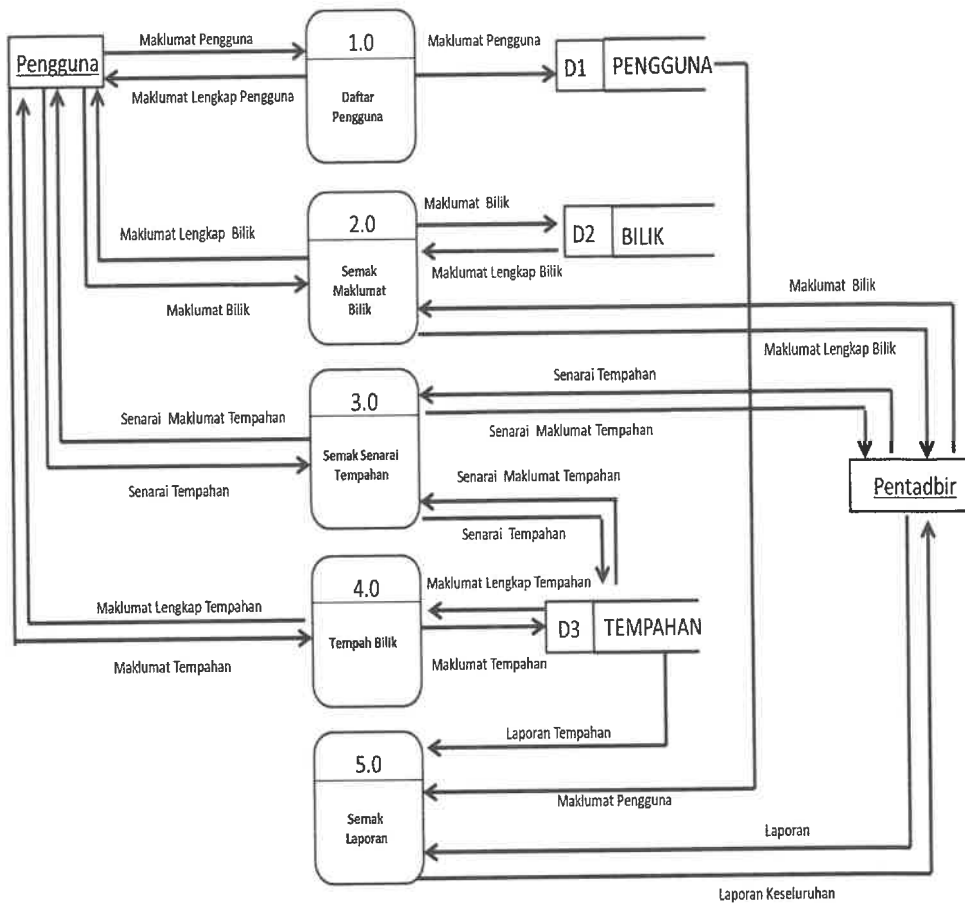 Pengguna
Maklumat Pengguna
Maklumat Lengkap Pengguna
1.0
Daftar
Pengguna
Maklumat Pengguna
D1 PENGGUNA
Maklumat Lengkap Bilik
Maklumat Bilik
2.0
Semak
Maklumat
Bilik
Maklumat Bilik
Maklumat Lengkap Bilik
D2 BILIK
Maklumat Bilik
Maklumat Lengkap Bilik
Senarai Maklumat Tempahan
Senarai Tempahan
3.0
Semak Senarai
Tempahan
Senarai Tempahan
Senarai Maklumat Tempahan
Senarai Maklumat Tempahan
Senarai Tempahan
Pentadbir
Maklumat Lengkap Tempahan
Maklumat Tempahan
4.0
Tempah Bilik
Maklumat Lengkap Tempahan
Maklumat Tempahan
D3 TEMPAHAN
5.0
Semak
Laporan
Laporan Tempahan
Maklumat Pengguna
Laporan
Laporan Keseluruhan